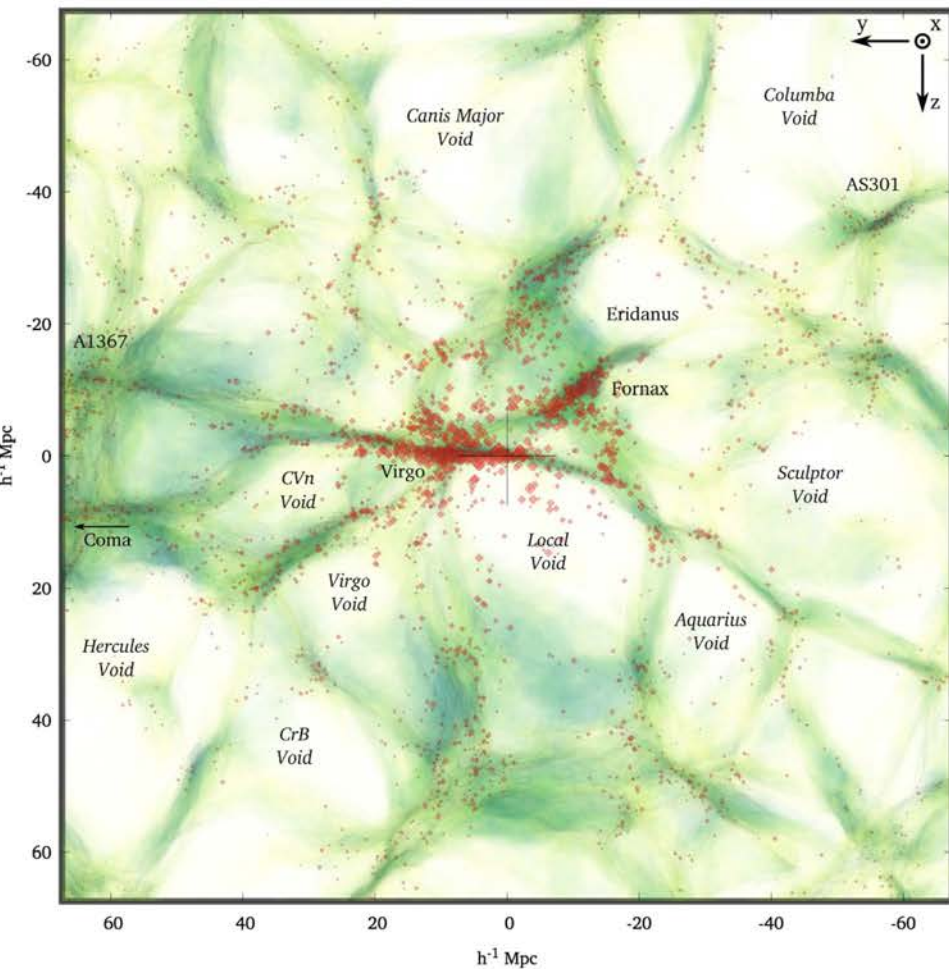 y
x
z
-60
Canis Major
Void
Columba
Void
-40
AS301
-20
A1367
Eridanus
Fornax
0
Virgo
CVn
Void
Sculptor
Void
h⁻¹ Mpc
Coma
Local
Void
20
Virgo
Void
Aquarius
Void
Hercules
Void
40
CrB
Void
60
60
40
20
0
-20
-40
-60
h⁻¹ Mpc